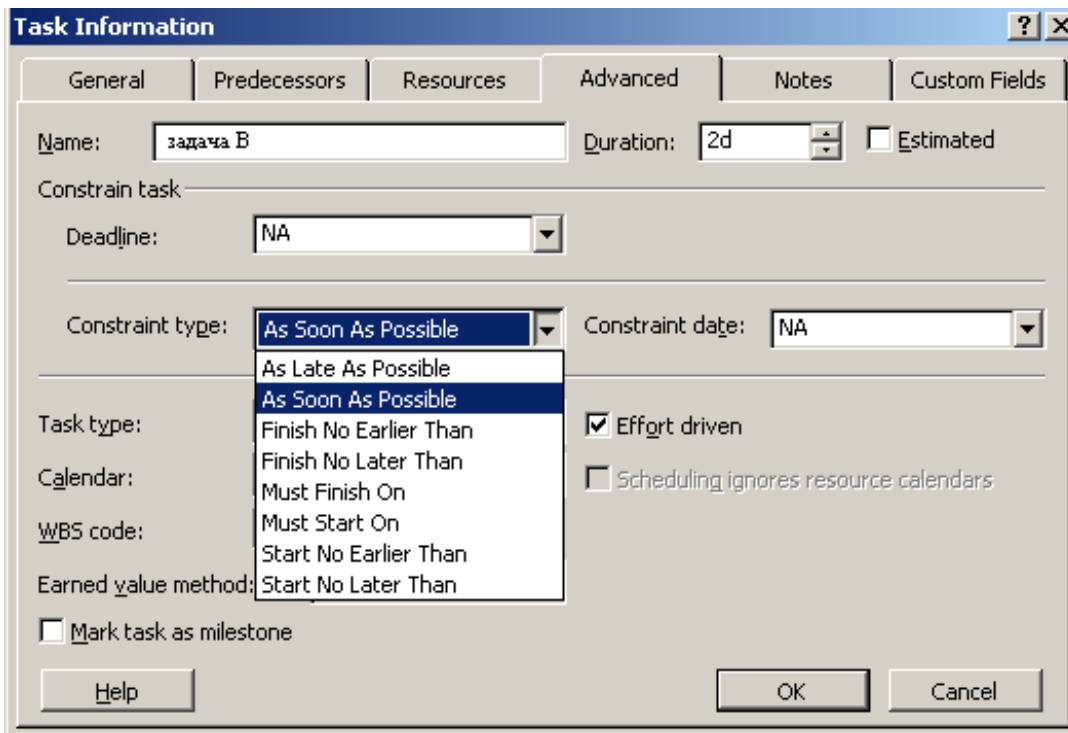 Task Information
General Predecessors Resources Advanced Notes Custom Fields
Name: задача В Duration: 2d Estimated
Constrain task
Deadline: NA
Constraint type: As Soon As Possible Constraint date: NA
As Late As Possible
As Soon As Possible
Task type: Effort driven
Finish No Earlier Than
Finish No Later Than
Calendar: Scheduling ignores resource calendars
Must Finish On
Must Start On
WBS code:
Start No Earlier Than
Earned value method: Start No Later Than
Mark task as milestone
Help OK Cancel